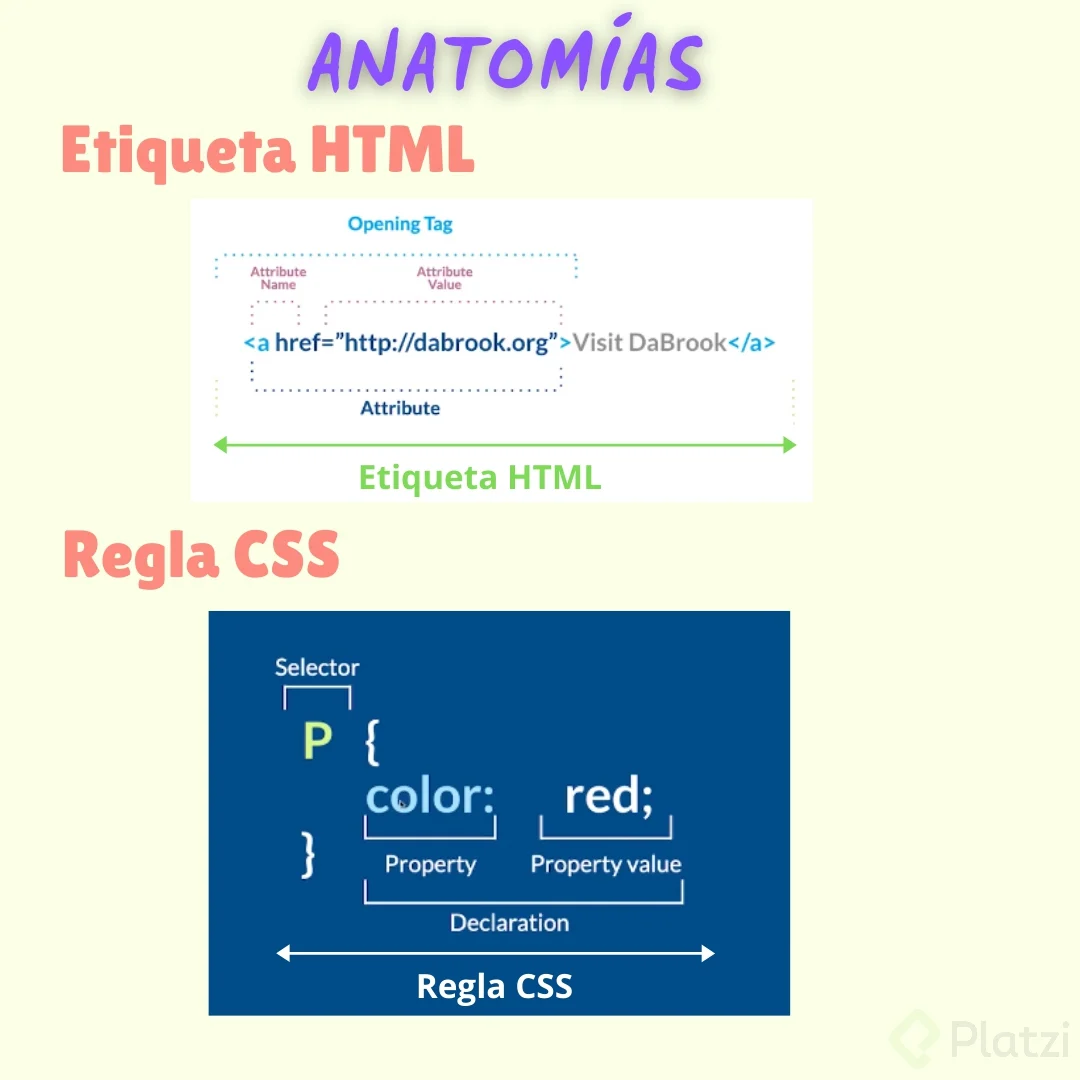 ANATOMÍAS
Etiqueta HTML
Opening Tag
Attribute
Name
Attribute
Value
<a href=”http://dabrook.org”>Visit DaBrook</a>
Attribute
Etiqueta HTML
Regla CSS
Selector
P {
color: red;
}
Property
Property value
Declaration
Regla CSS
Platzi